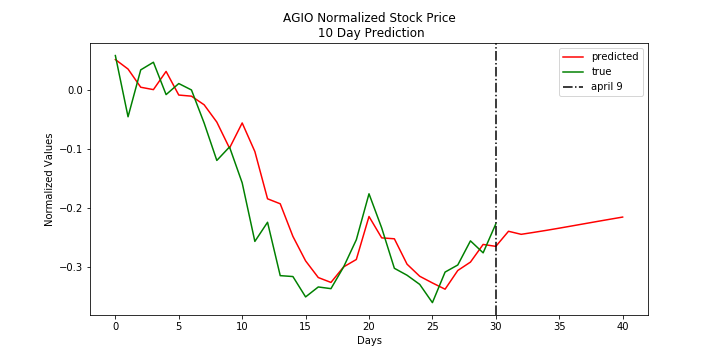 AGIO Normalized Stock Price
10 Day Prediction
predicted
true
april 9
Normalized Values
0.0
−0.1
−0.2
−0.3
0 5 10 15 20 25 30 35 40
Days